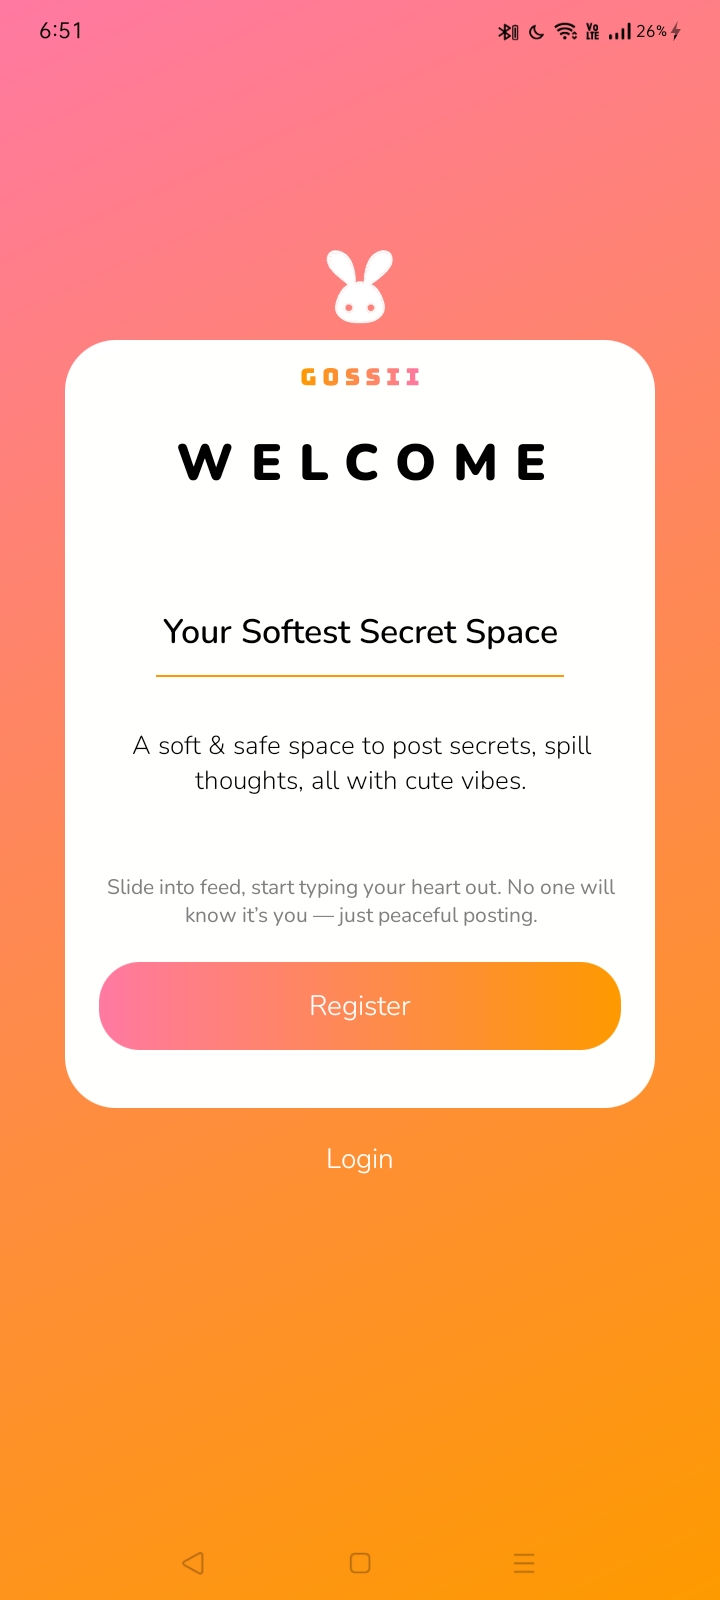 6:51
Vo LTE 26%
GOSSII
WELCOME
Your Softest Secret Space
A soft & safe space to post secrets, spill
thoughts, all with cute vibes.
Slide into feed, start typing your heart out. No one will
know it’s you — just peaceful posting.
Register
Login